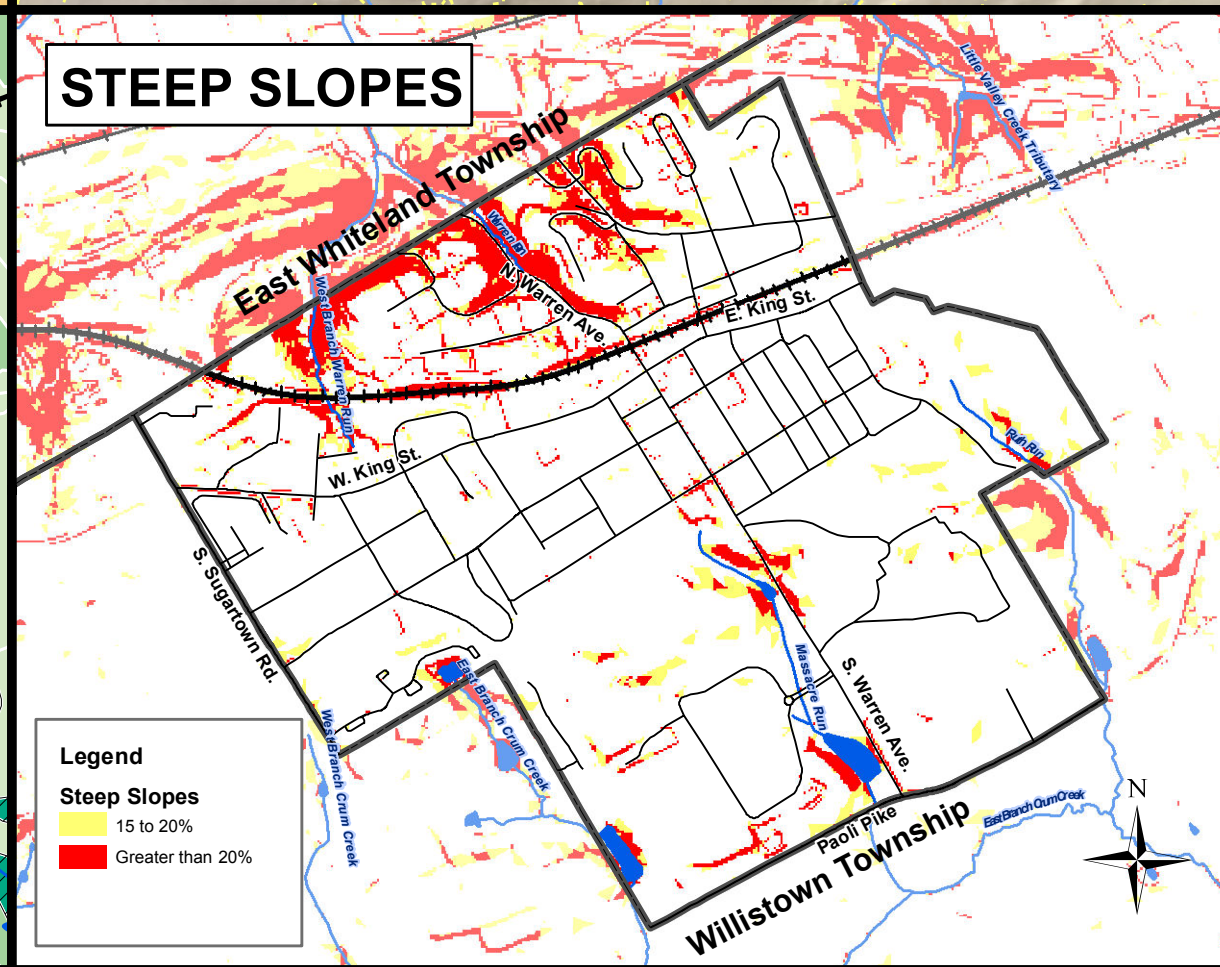 STEEP SLOPES
Little Valley Creek Tributary
East Whiteland Township
Warren Run
West Branch Warren Run
N. Warren Ave.
E. King St.
W. King St.
Ruth Run
S. Sugartown Rd.
Massacre Run
S. Warren Ave.
East Branch Crum Creek
West Branch Crum Creek
East Branch Crum Creek
Paoli Pike
Willistown Township
N
Legend
Steep Slopes
15 to 20%
Greater than 20%